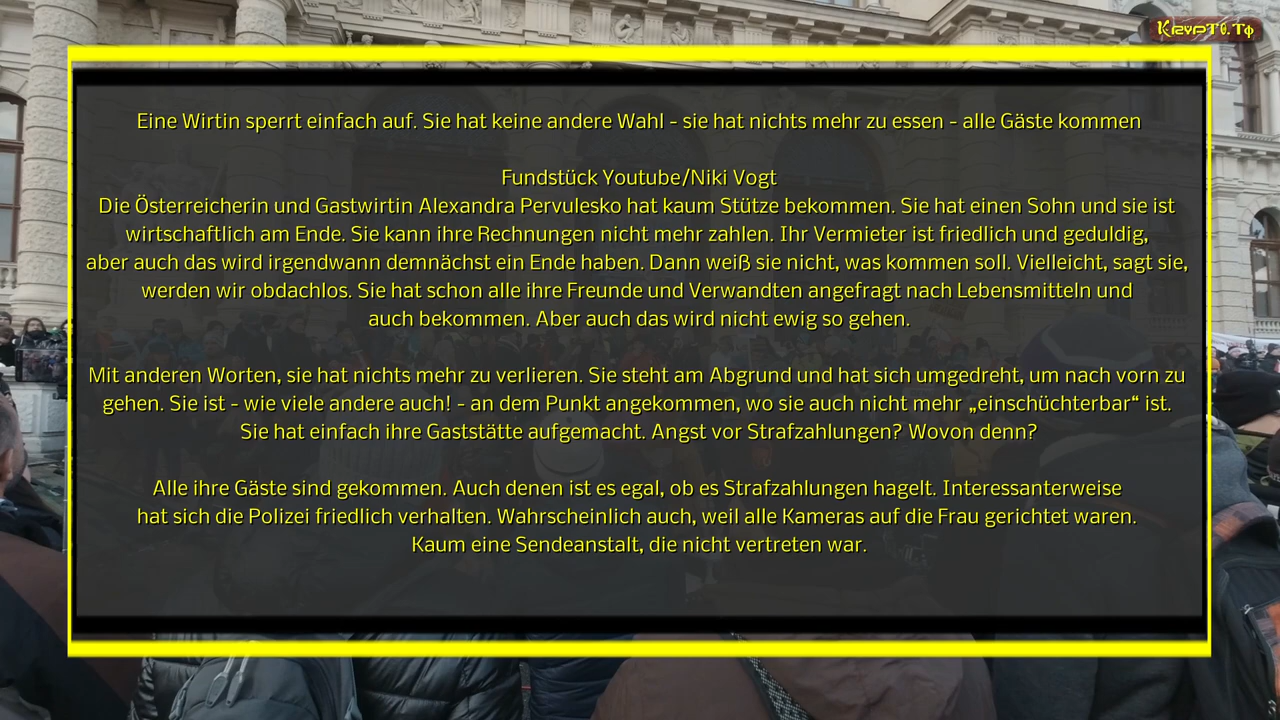 KrypTo.Tφ
Eine Wirtin sperrt einfach auf. Sie hat keine andere Wahl - sie hat nichts mehr zu essen - alle Gäste kommen
Fundstück Youtube/Niki Vogt
Die Österreicherin und Gastwirtin Alexandra Pervulesko hat kaum Stütze bekommen. Sie hat einen Sohn und sie ist
wirtschaftlich am Ende. Sie kann ihre Rechnungen nicht mehr zahlen. Ihr Vermieter ist friedlich und geduldig,
aber auch das wird irgendwann demnächst ein Ende haben. Dann weiß sie nicht, was kommen soll. Vielleicht, sagt sie,
werden wir obdachlos. Sie hat schon alle ihre Freunde und Verwandten angefragt nach Lebensmitteln und
auch bekommen. Aber auch das wird nicht ewig so gehen.
Mit anderen Worten, sie hat nichts mehr zu verlieren. Sie steht am Abgrund und hat sich umgedreht, um nach vorn zu
gehen. Sie ist - wie viele andere auch! - an dem Punkt angekommen, wo sie auch nicht mehr „einschüchterbar“ ist.
Sie hat einfach ihre Gaststätte aufgemacht. Angst vor Strafzahlungen? Wovon denn?
Alle ihre Gäste sind gekommen. Auch denen ist es egal, ob es Strafzahlungen hagelt. Interessanterweise
hat sich die Polizei friedlich verhalten. Wahrscheinlich auch, weil alle Kameras auf die Frau gerichtet waren.
Kaum eine Sendeanstalt, die nicht vertreten war.